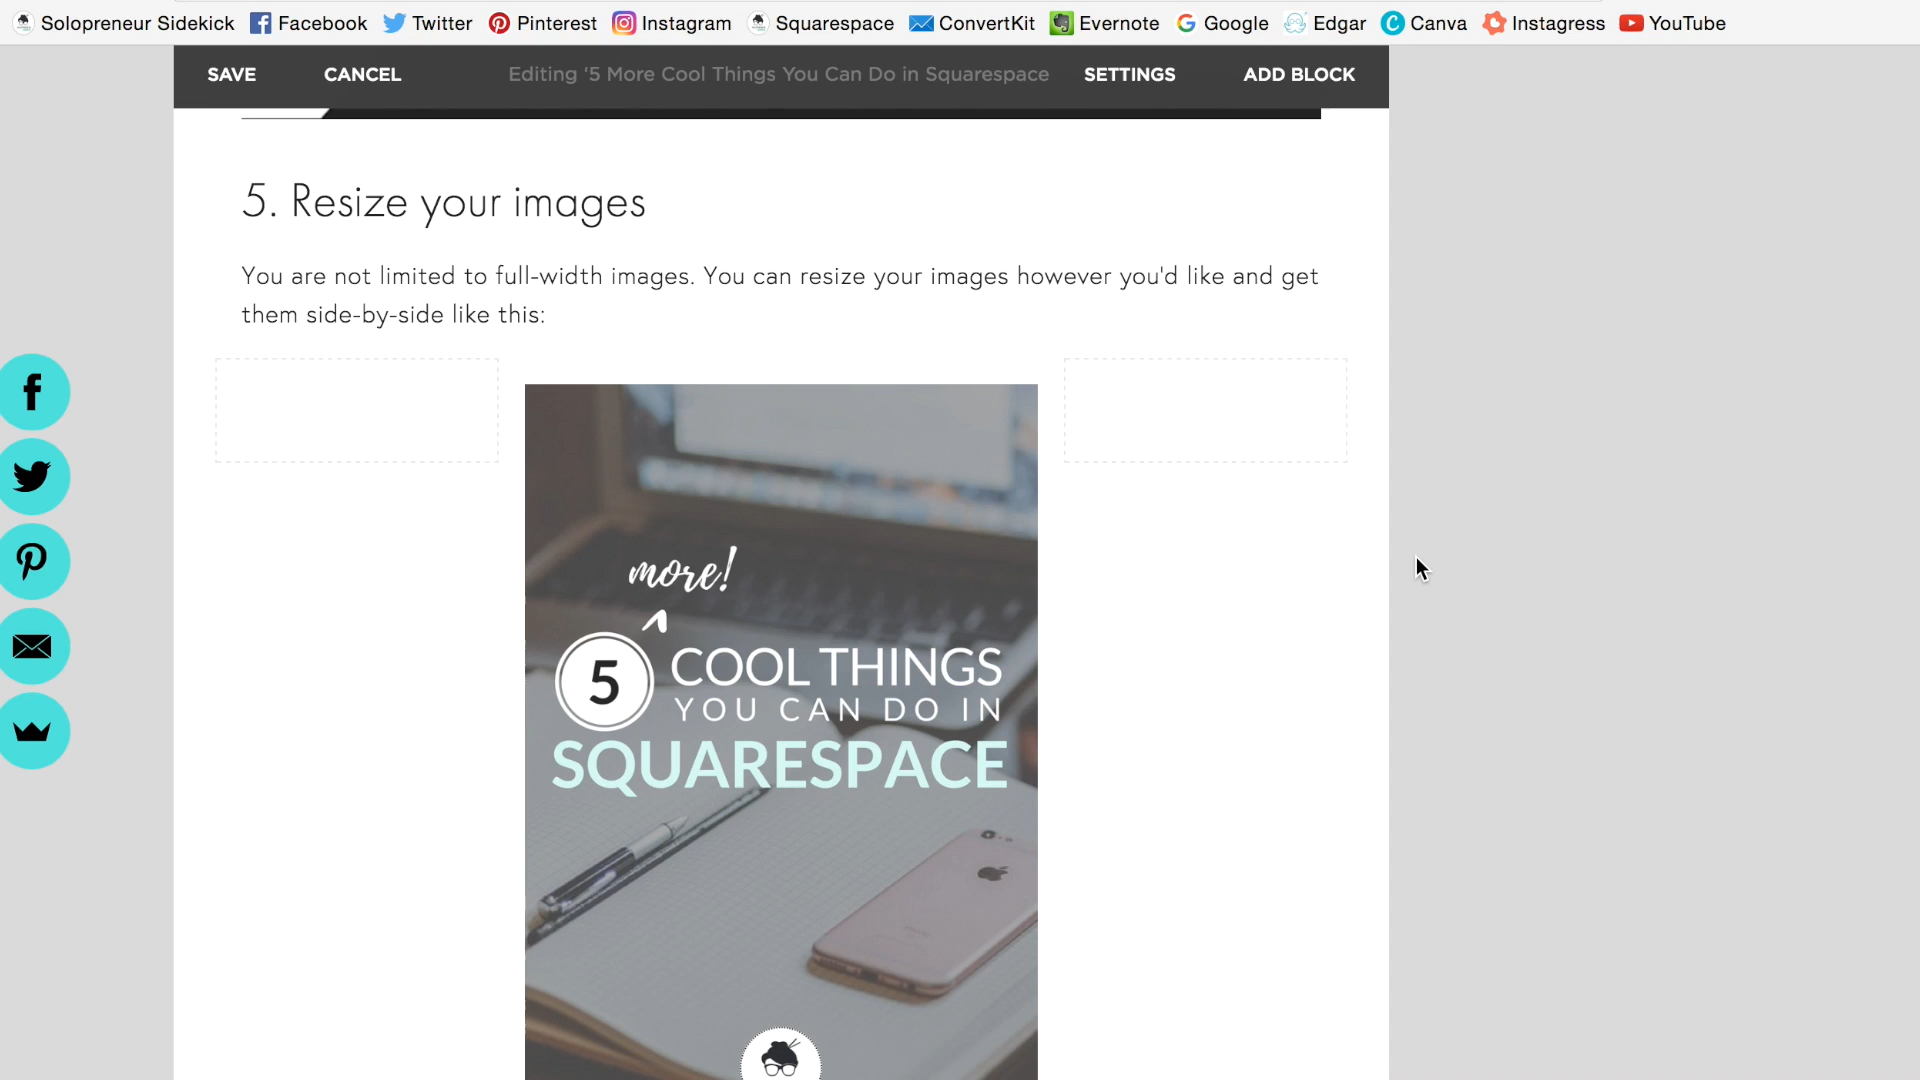 Solopreneur Sidekick Facebook Twitter Pinterest Instagram Squarespace ConvertKit Evernote Google Edgar Canva Instagress YouTube
SAVE CANCEL Editing '5 More Cool Things You Can Do in Squarespace SETTINGS ADD BLOCK
5. Resize your images
You are not limited to full-width images. You can resize your images however you'd like and get
them side-by-side like this:
more!
5 COOL THINGS
YOU CAN DO IN
SQUARESPACE